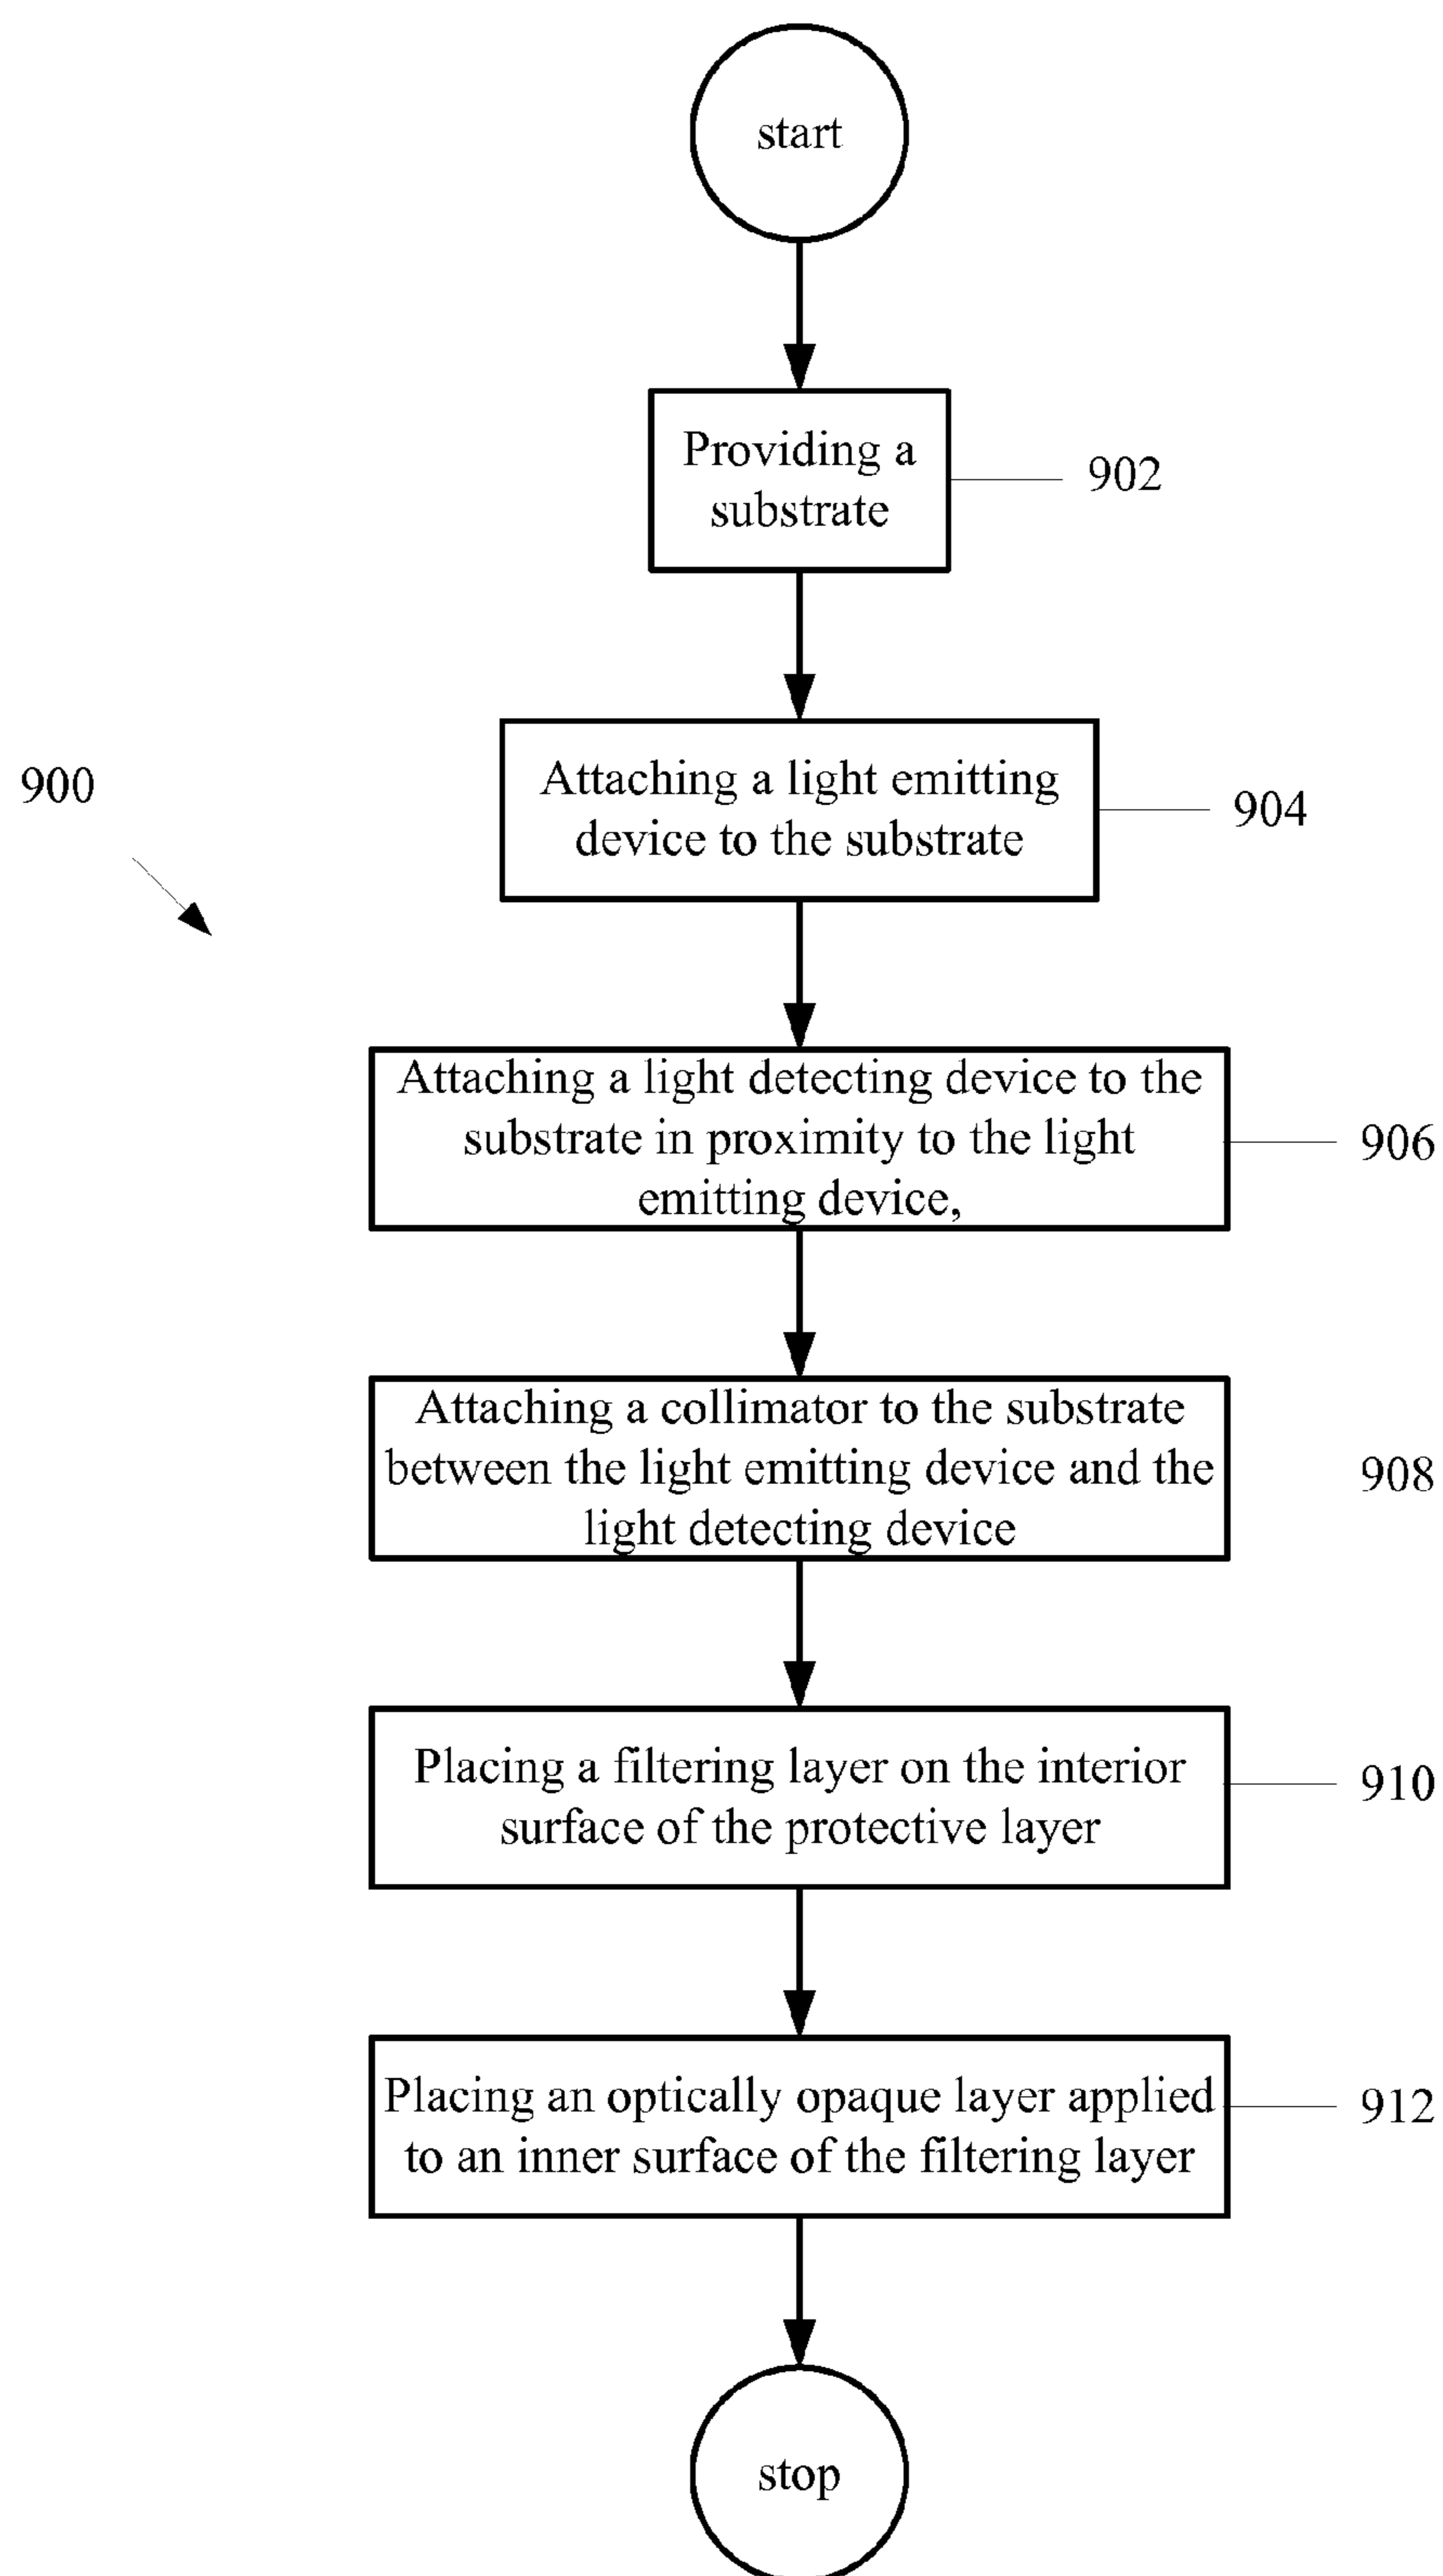 start
Providing a
substrate
902
900
Attaching a light emitting
device to the substrate
904
Attaching a light detecting device to the
substrate in proximity to the light
emitting device,
906
Attaching a collimator to the substrate
between the light emitting device and the
light detecting device
908
Placing a filtering layer on the interior
surface of the protective layer
910
Placing an optically opaque layer applied
to an inner surface of the filtering layer
912
stop